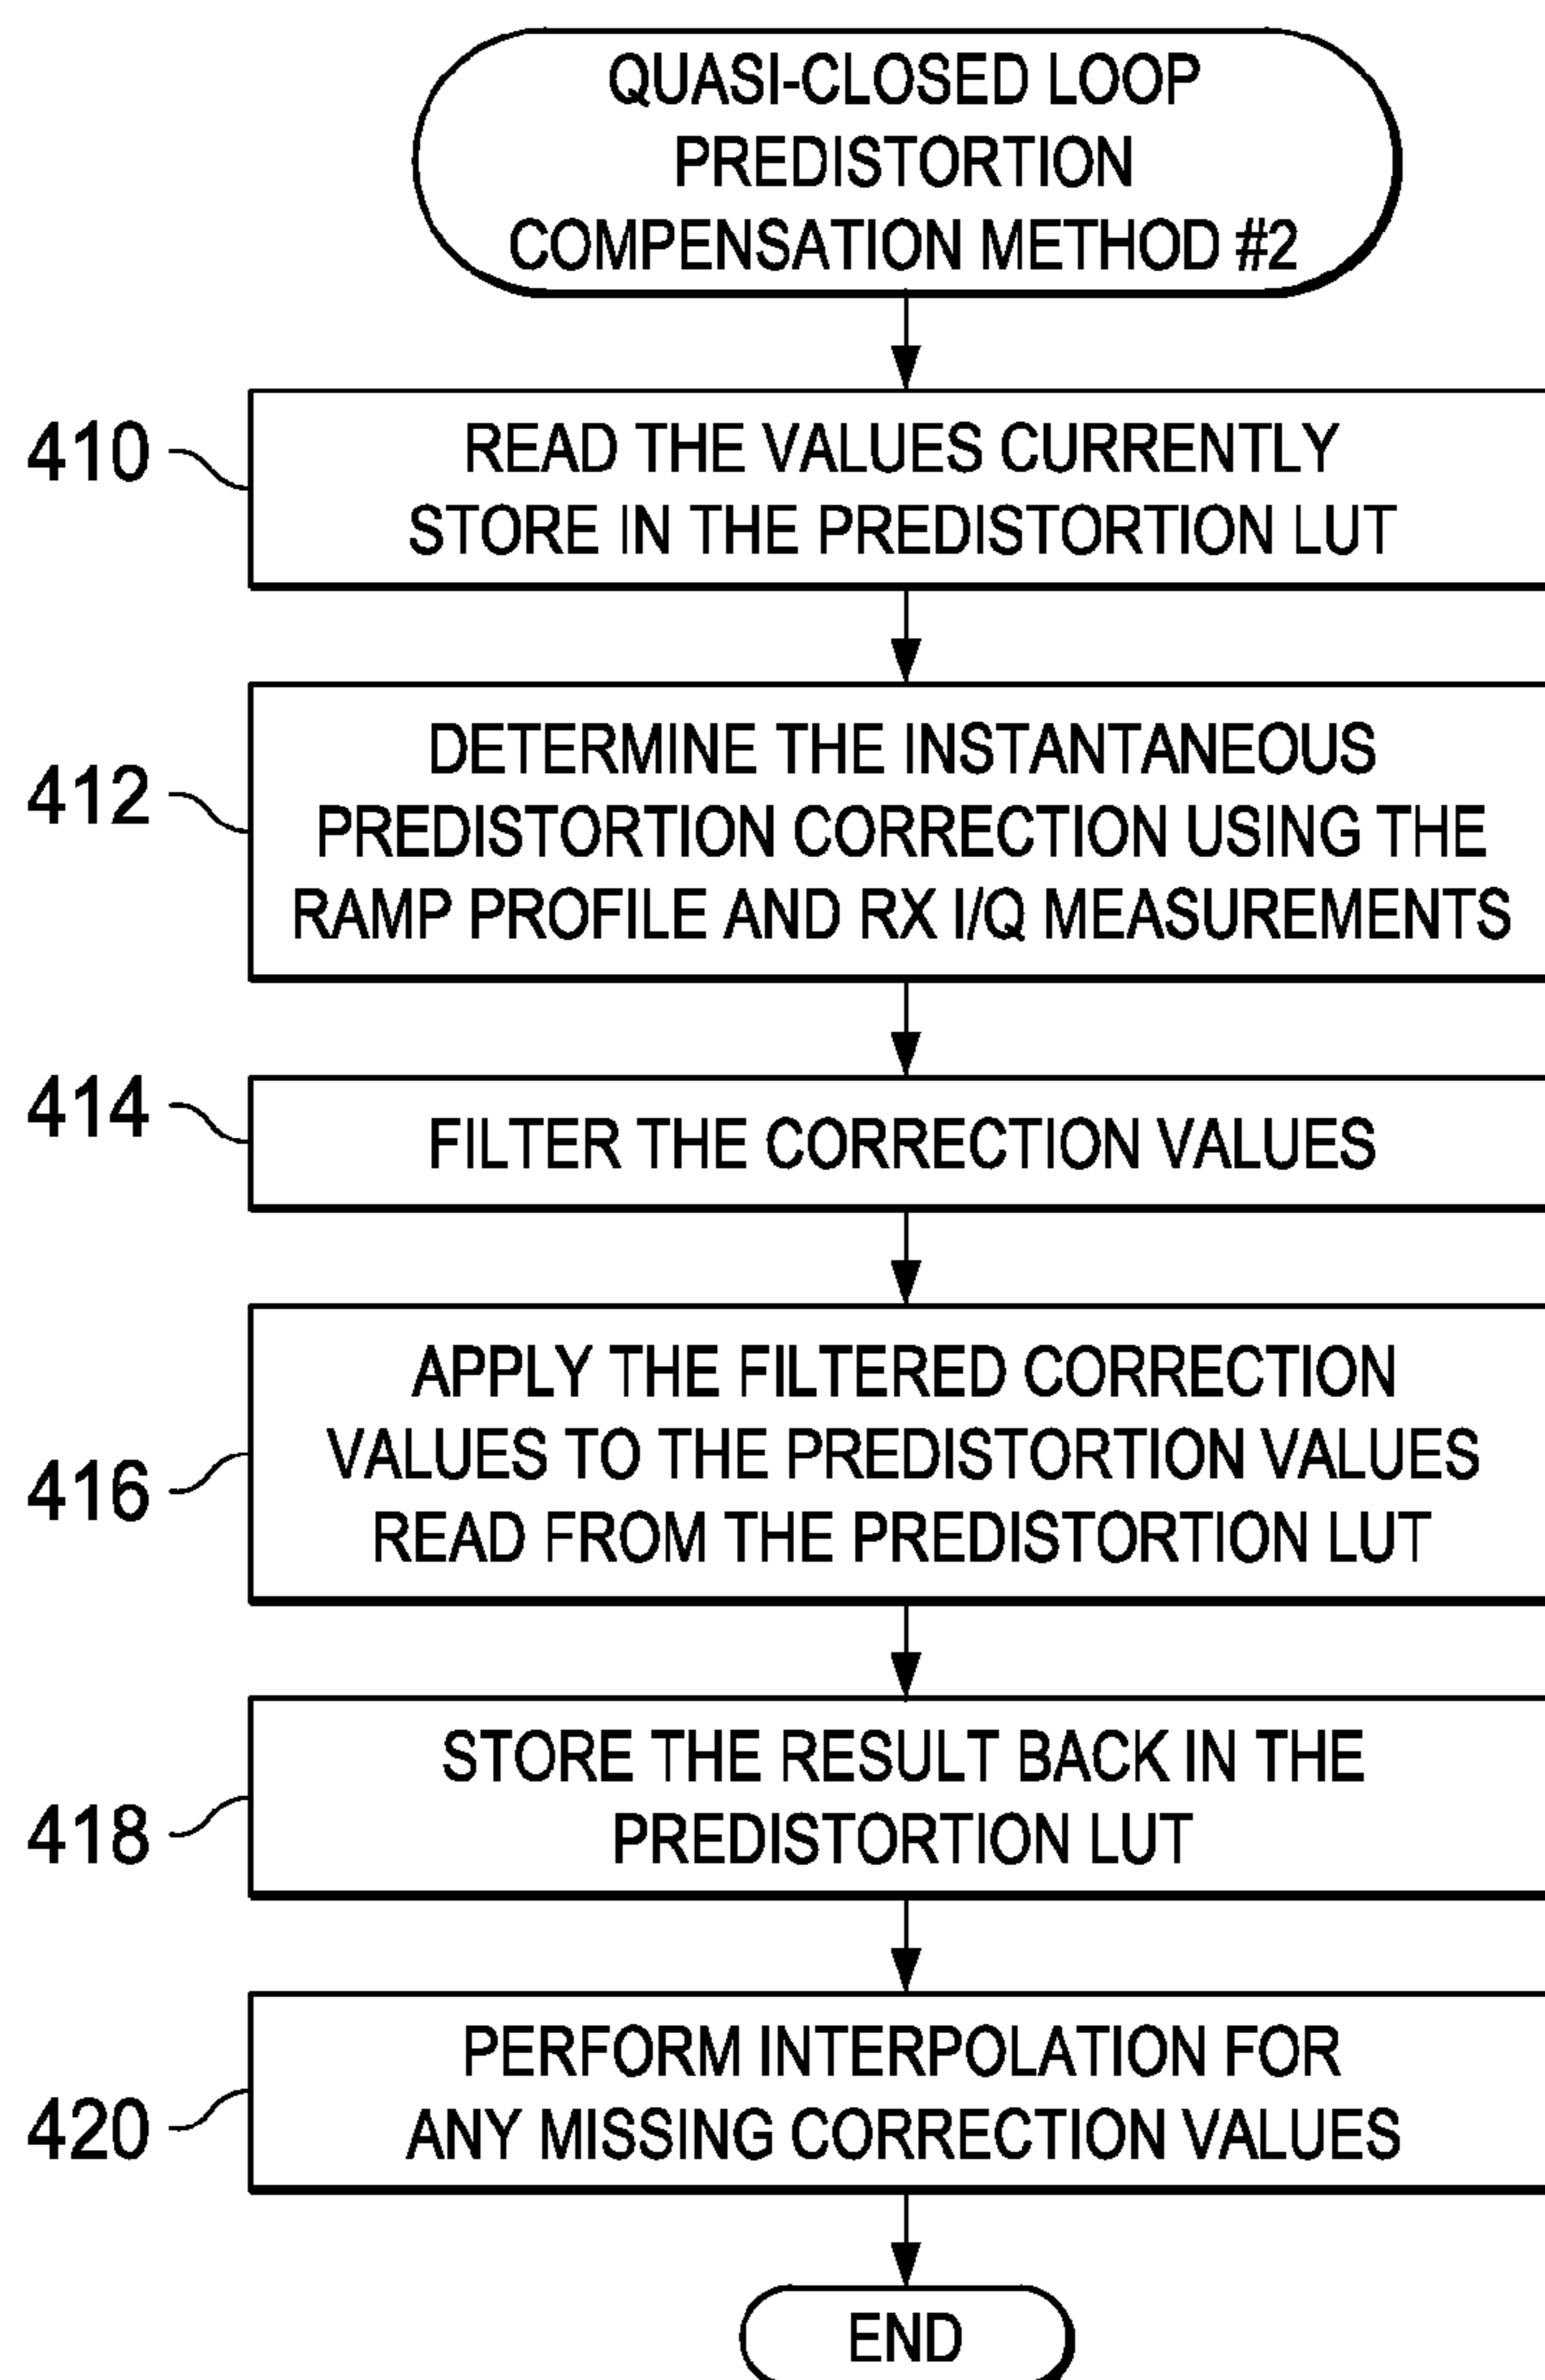 QUASI-CLOSED LOOP
PREDISTORTION
COMPENSATION METHOD #2
410
READ THE VALUES CURRENTLY
STORE IN THE PREDISTORTION LUT
412
DETERMINE THE INSTANTANEOUS
PREDISTORTION CORRECTION USING THE
RAMP PROFILE AND RX I/Q MEASUREMENTS
414
FILTER THE CORRECTION VALUES
416
APPLY THE FILTERED CORRECTION
VALUES TO THE PREDISTORTION VALUES
READ FROM THE PREDISTORTION LUT
418
STORE THE RESULT BACK IN THE
PREDISTORTION LUT
420
PERFORM INTERPOLATION FOR
ANY MISSING CORRECTION VALUES
END